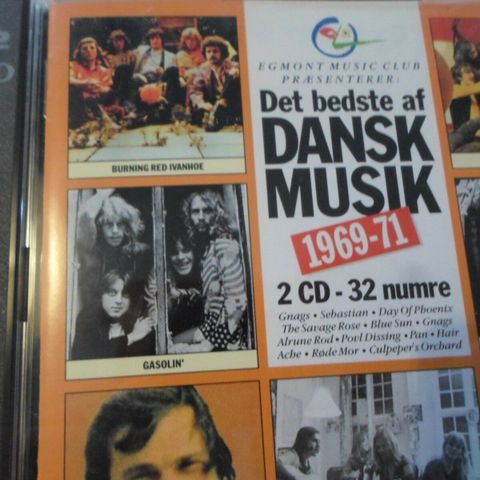 EGMONT MUSIC CLUB
PRÆSENTERER:
Det bedste af
DANSK
MUSIK
1969-71
2 CD - 32 numre
Gnags • Sebastian • Day Of Phoenix
The Savage Rose • Blue Sun • Gnags
Alrune Rod • Povl Dissing • Pan • Hair
Ache • Røde Mor • Culpeper's Orchard
BURNING RED IVANHOE
GASOLIN'